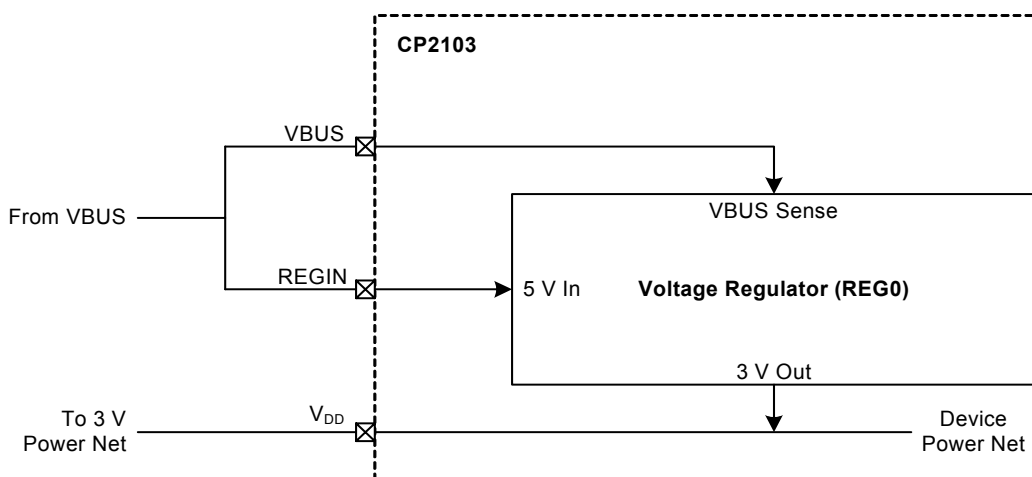 CP2103
VBUS
From VBUS
VBUS Sense
REGIN
5 V In
Voltage Regulator (REG0)
3 V Out
To 3 V
Power Net
VDD
Device
Power Net